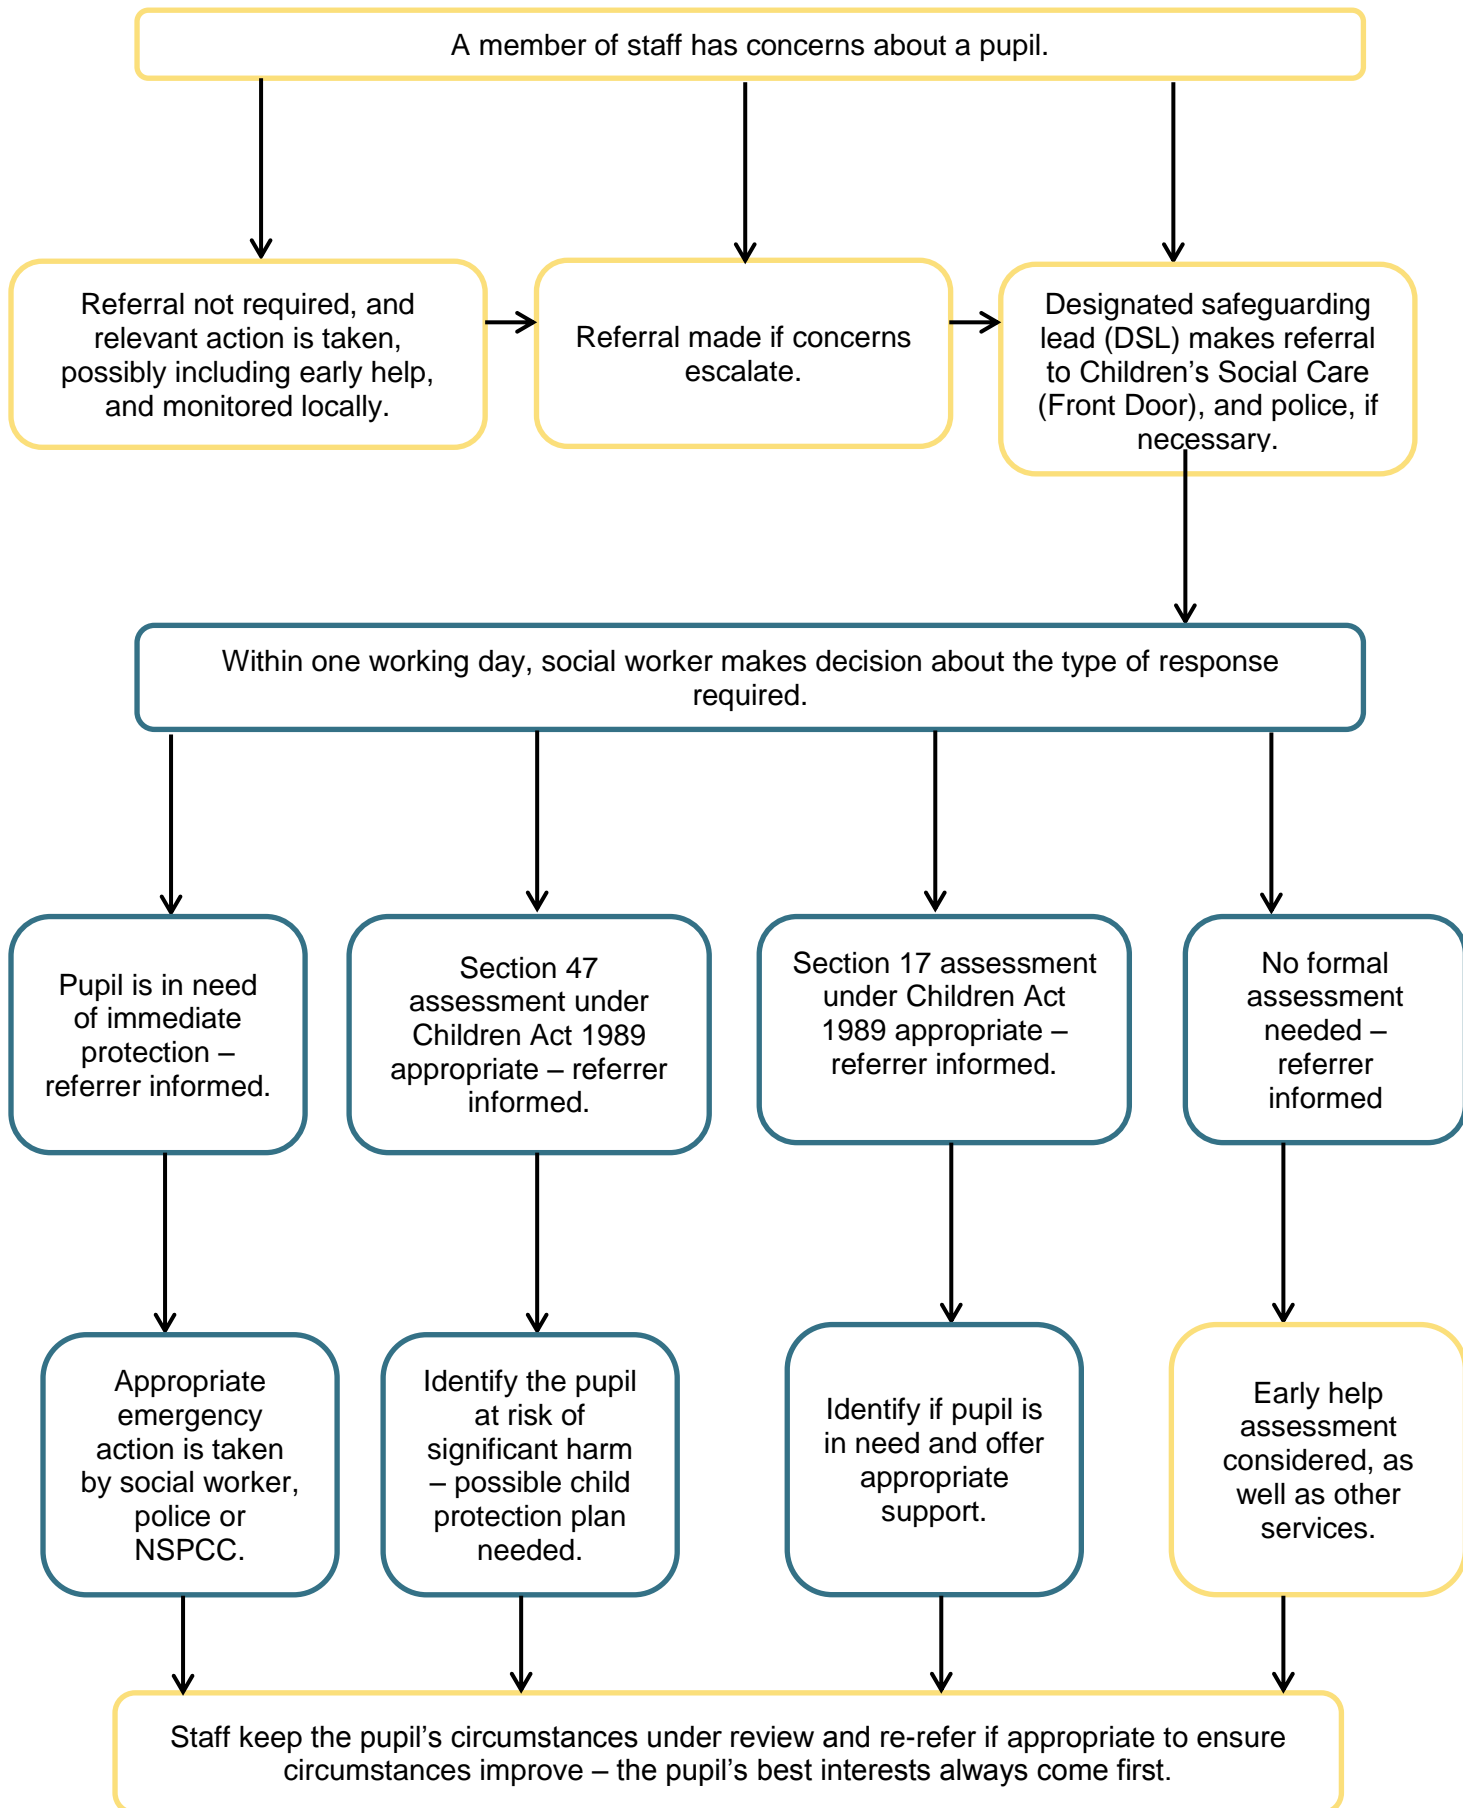 A member of staff has concerns about a pupil.
Referral not required, and
relevant action is taken,
possibly including early help,
and monitored locally.
Referral made if concerns
escalate.
Designated safeguarding
lead (DSL) makes referral
to Children’s Social Care
(Front Door), and police, if
necessary.
Within one working day, social worker makes decision about the type of response
required.
Pupil is in need
of immediate
protection –
referrer informed.
Section 47
assessment under
Children Act 1989
appropriate – referrer
informed.
Section 17 assessment
under Children Act
1989 appropriate –
referrer informed.
No formal
assessment
needed –
referrer
informed
Appropriate
emergency
action is taken
by social worker,
police or
NSPCC.
Identify the pupil
at risk of
significant harm
– possible child
protection plan
needed.
Identify if pupil is
in need and offer
appropriate
support.
Early help
assessment
considered, as
well as other
services.
Staff keep the pupil’s circumstances under review and re-refer if appropriate to ensure
circumstances improve – the pupil’s best interests always come first.